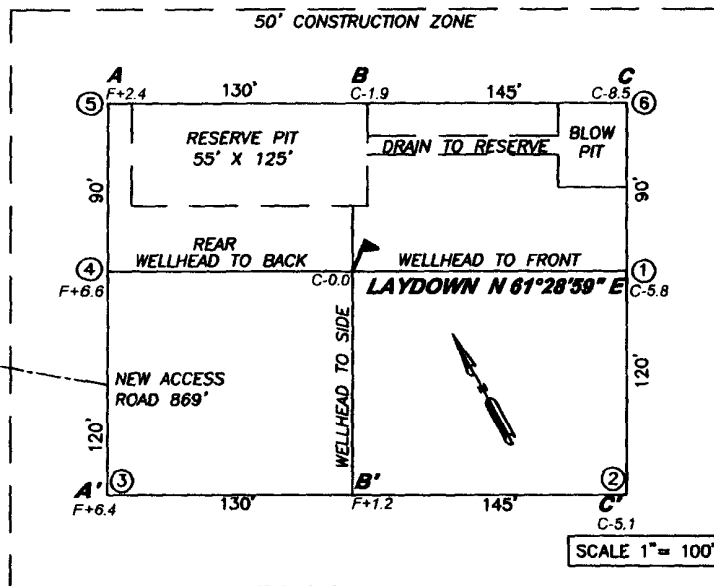 50' CONSTRUCTION ZONE
A B C
5 F+2.4 130' C-1.9 145' C-8.5 6
RESERVE PIT
55' X 125'
DRAIN TO RESERVE
BLOW
PIT
90' 90'
REAR
WELLHEAD TO BACK WELLHEAD TO FRONT
4 C-0.0 1
F+6.6 LAYDOWN N 61°28'59" E C-5.8
WELLHEAD TO SIDE
NEW ACCESS
ROAD 869'
120' 120'
3 2
A' 130' B' 145' C'
F+6.4 F+1.2 C-5.1
SCALE 1"= 100'